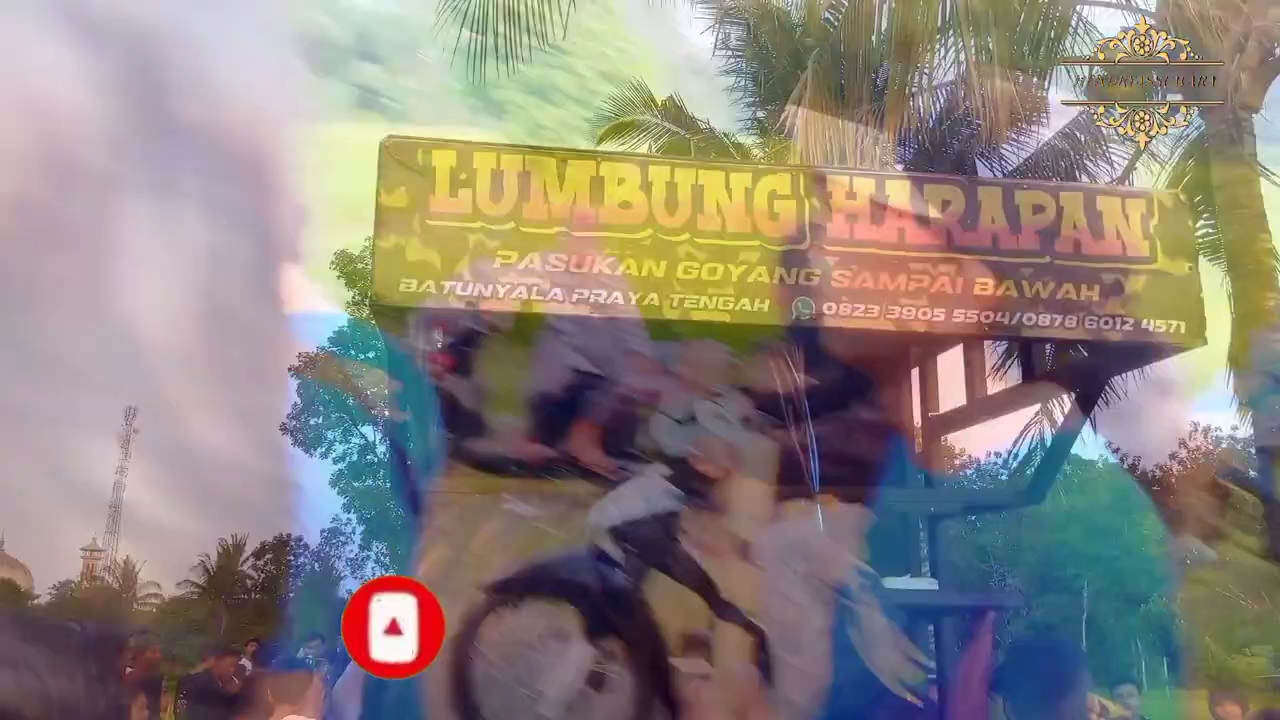 LUMBUNG HARAPAN
PASUKAN GOYANG SAMPAI BAWAH
BATUNYALA PRAYA TENGAH 0823 3905 5504/0878 6012 4571